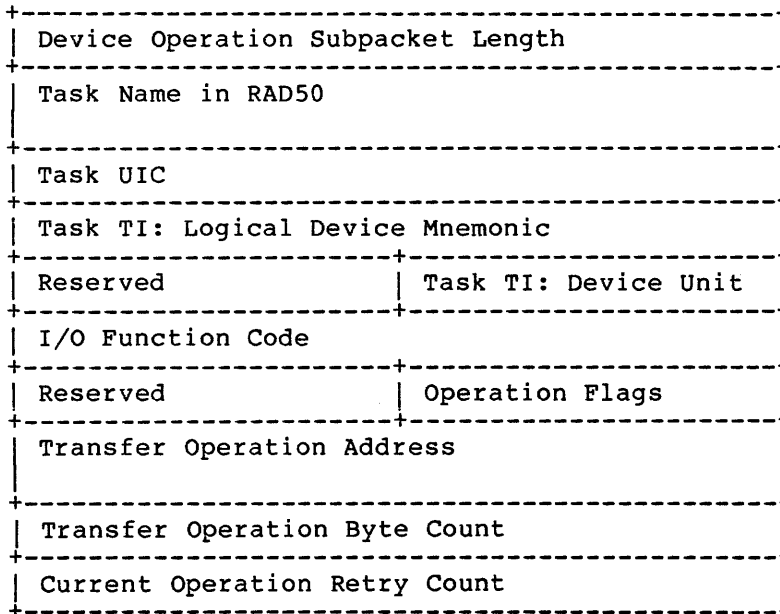 Device Operation Subpacket Length
Task Name in RAD50
Task UIC
Task TI: Logical Device Mnemonic
Reserved Task TI: Device Unit
I/O Function Code
Reserved Operation Flags
Transfer Operation Address
Transfer Operation Byte Count
Current Operation Retry Count